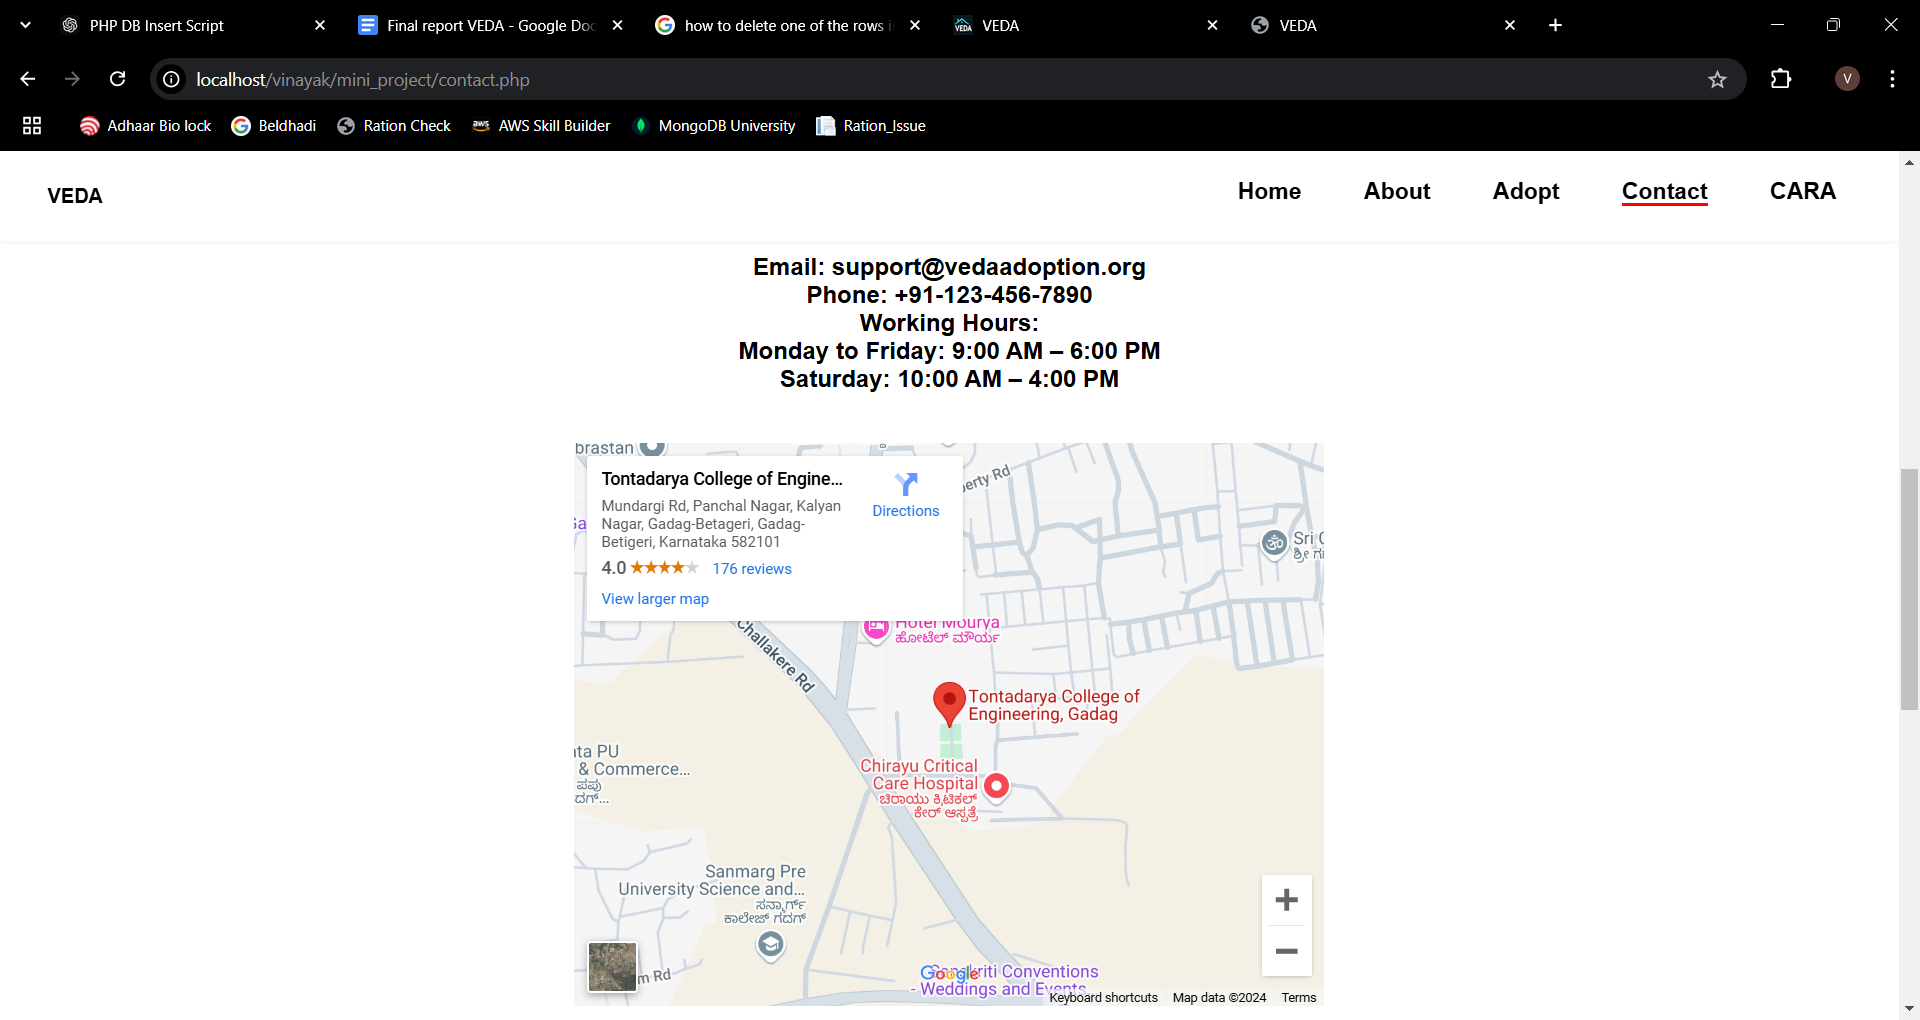 PHP DB Insert Script
Final report VEDA - Google Doc
how to delete one of the rows i
VEDA
VEDA
localhost/vinayak/mini_project/contact.php
V
Adhaar Bio lock
Beldhadi
Ration Check
aws AWS Skill Builder
MongoDB University
Ration_Issue
VEDA
Home
About
Adopt
Contact
CARA
Email: support@vedaadoption.org
Phone: +91-123-456-7890
Working Hours:
Monday to Friday: 9:00 AM – 6:00 PM
Saturday: 10:00 AM – 4:00 PM
brastan
Tontadarya College of Engine...
Mundargi Rd, Panchal Nagar, Kalyan
Nagar, Gadag-Betageri, Gadag-
Betigeri, Karnataka 582101
4.0
176 reviews
View larger map
Directions
perty Rd
Sri
Hotel Mourya
ಹೋಟೆಲ್ ಮೌರ್ಯ
Challakere Rd
Tontadarya College of
Engineering, Gadag
Chirayu Critical
Care Hospital
ಚಿರಾಯು ಕ್ರಿಟಿಕಲ್
ಕೇರ್ ಆಸ್ಪತ್ರೆ
ata PU
& Commerce...
ಪಪು
ದಗ್...
Sanmarg Pre
University Science and...
ಸನ್ಮಾರ್ಗ್
ಕಾಲೇಜ್ ಗದಗ್
m Rd
Google
Conventions
- Weddings and Events
Keyboard shortcuts
Map data ©2024
Terms